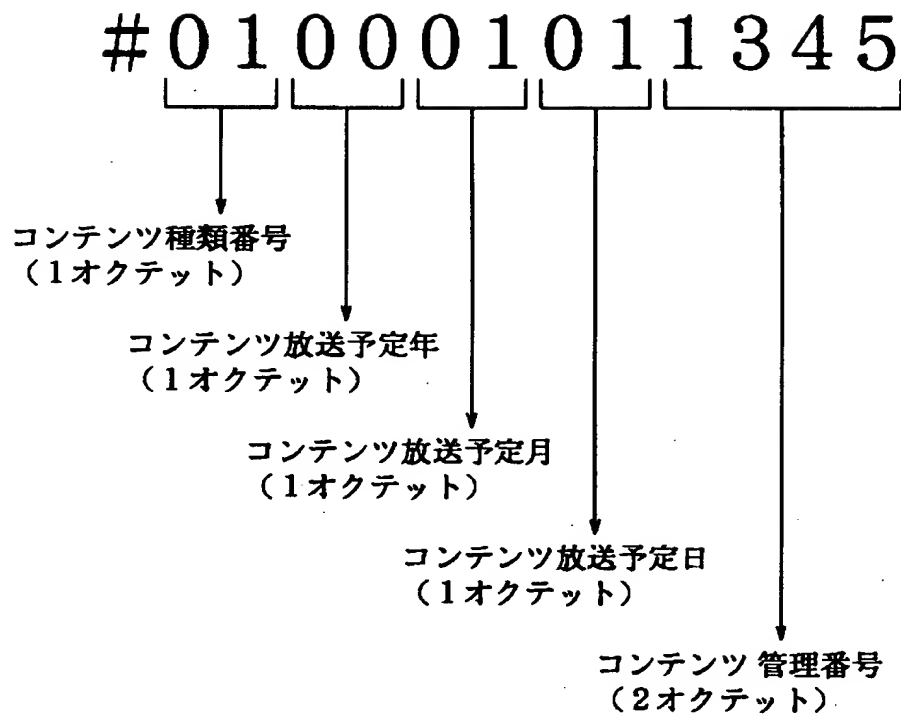 #010001011345
コンテンツ種類番号
（1オクテット）
コンテンツ放送予定年
（1オクテット）
コンテンツ放送予定月
（1オクテット）
コンテンツ放送予定日
（1オクテット）
コンテンツ 管理番号
（2オクテット）